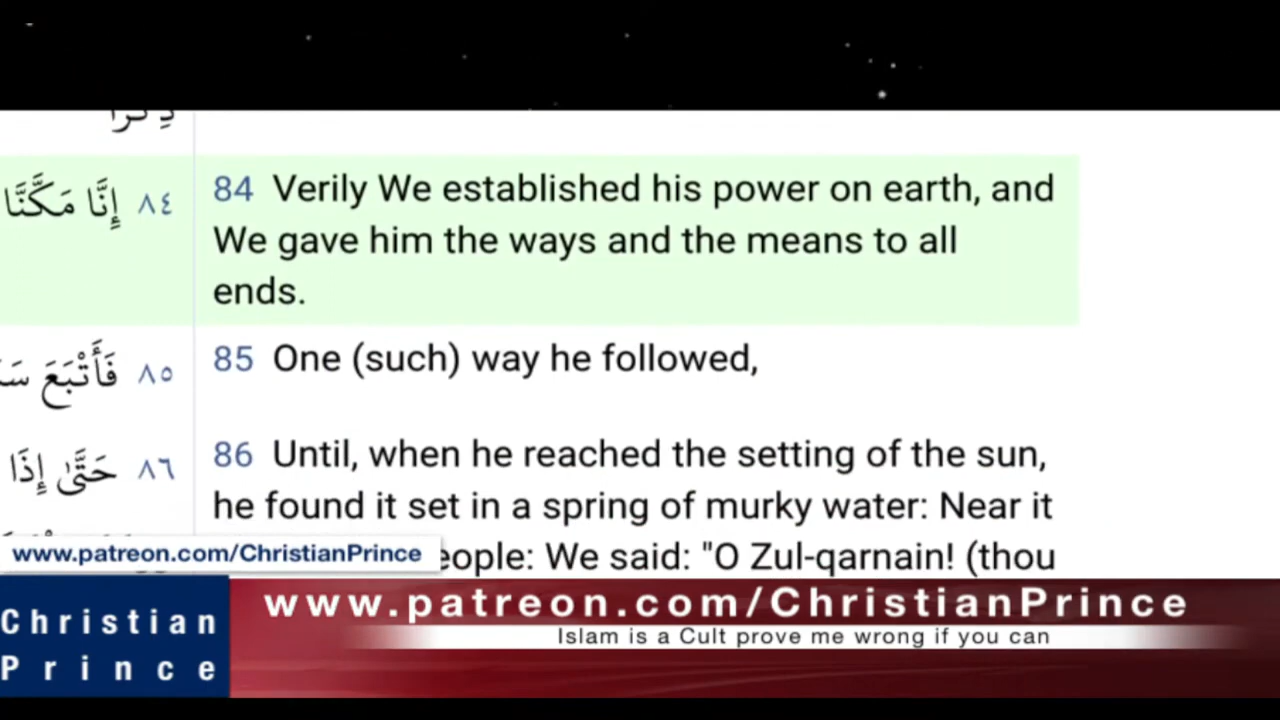 إِنَّا مَكَّنَّا ٨٤
84 Verily We established his power on earth, and
We gave him the ways and the means to all
ends.
فَأَتْبَعَ ٨٥
85 One (such) way he followed,
حَتَّىٰ إِذَا ٨٦
86 Until, when he reached the setting of the sun,
he found it set in a spring of murky water: Near it
We said: "O Zul-qarnain! (thou
www.patreon.com/ChristianPrince
Christian
Prince
www.patreon.com/ChristianPrince
Islam is a Cult prove me wrong if you can